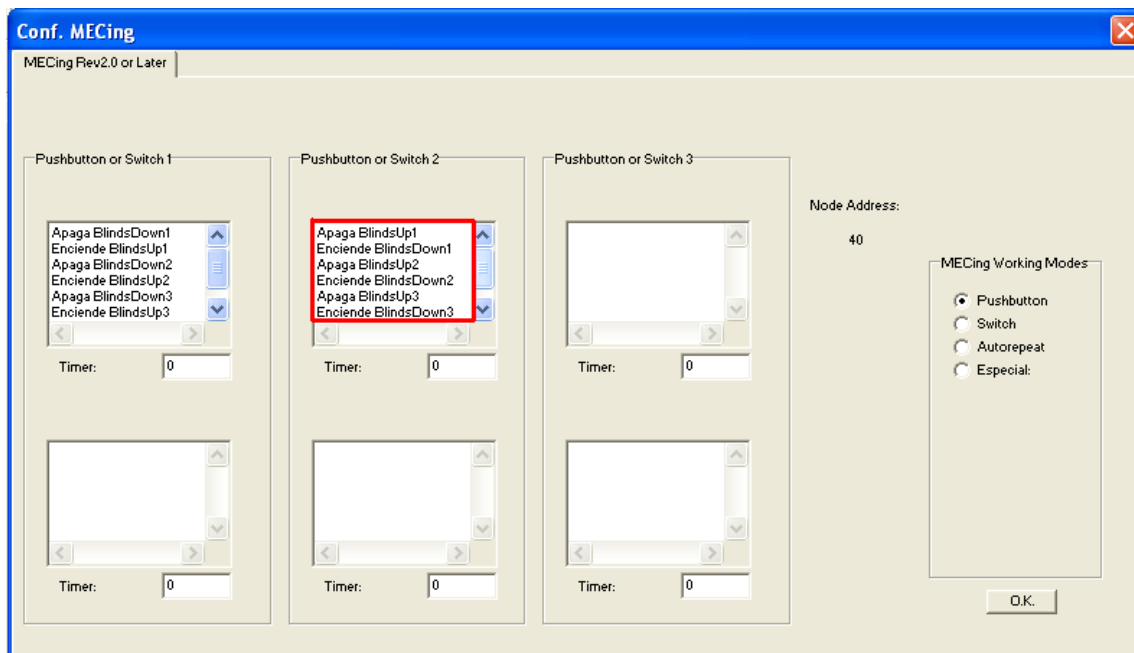 Conf. MECing
MECing Rev2.0 or Later
Pushbutton or Switch 1
Apaga BlindsDown1
Enciende BlindsUp1
Apaga BlindsDown2
Enciende BlindsUp2
Apaga BlindsDown3
Enciende BlindsUp3
Timer: 0
Timer: 0
Pushbutton or Switch 2
Apaga BlindsUp1
Enciende BlindsDown1
Apaga BlindsUp2
Enciende BlindsDown2
Apaga BlindsUp3
Enciende BlindsDown3
Timer: 0
Timer: 0
Pushbutton or Switch 3
Timer: 0
Timer: 0
Node Address:
40
MECing Working Modes
Pushbutton
Switch
Autorepeat
Especial:
O.K.